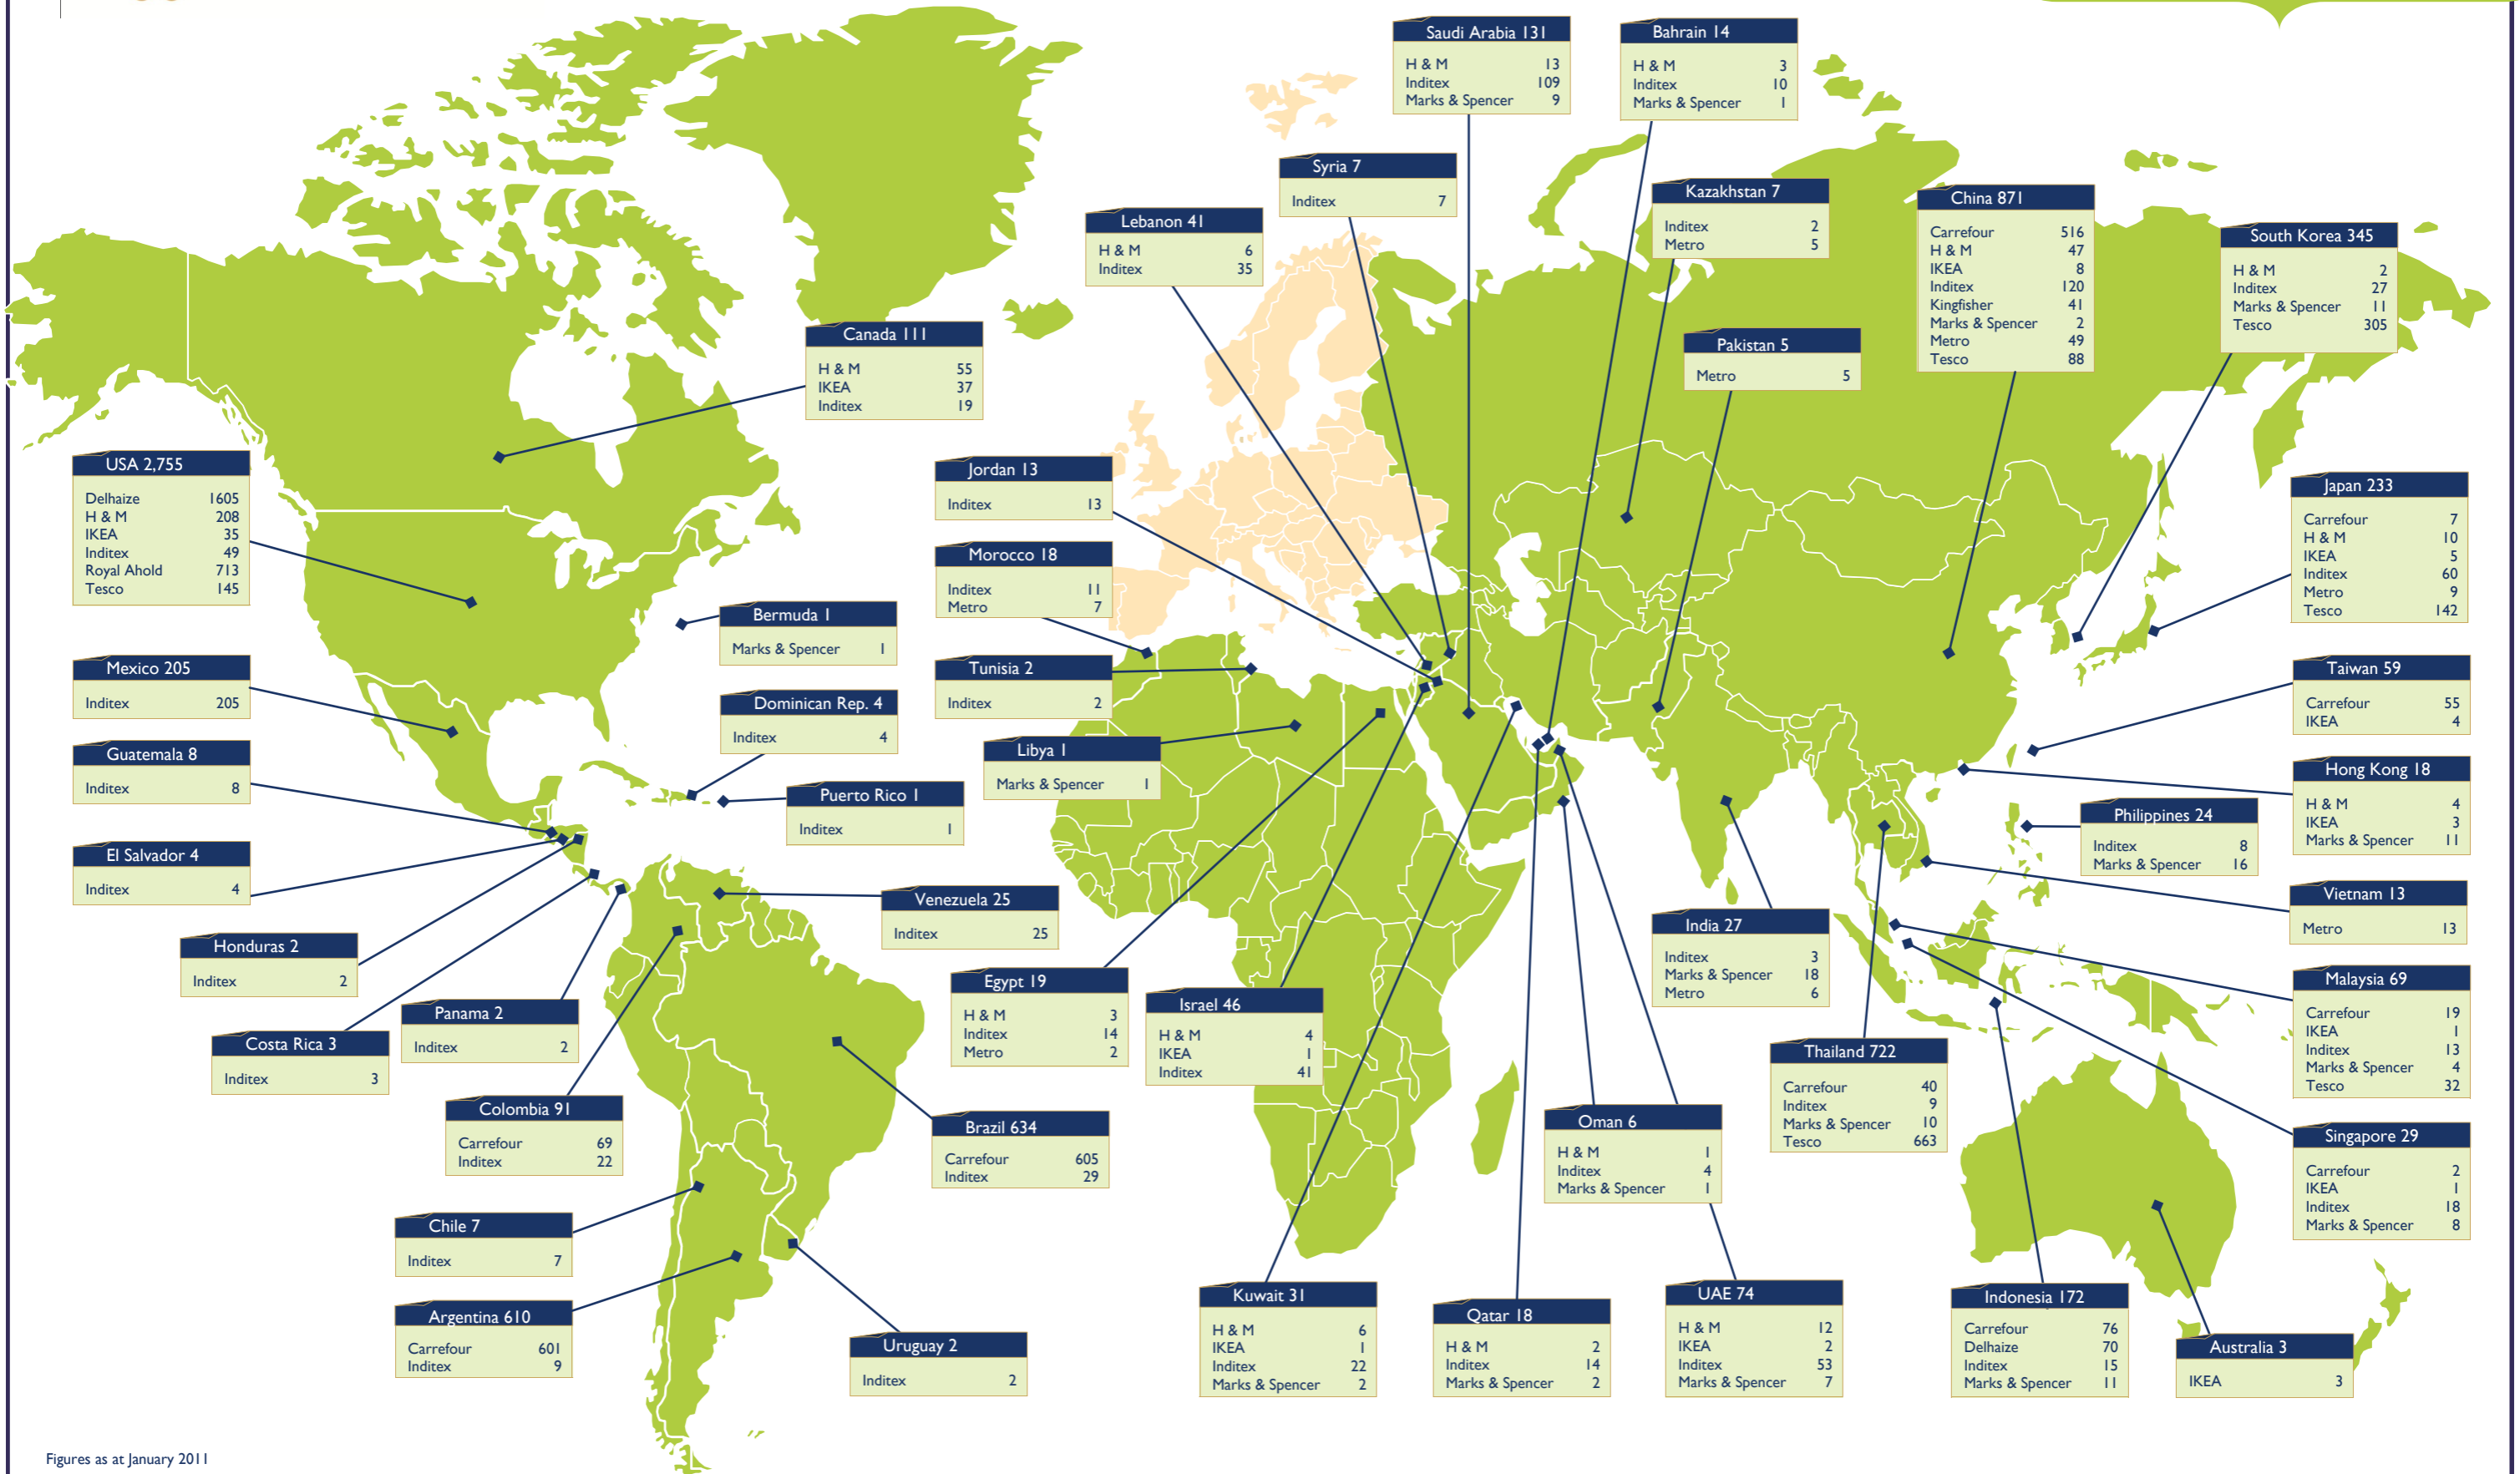 Saudi Arabia 131
H & M 13
Inditex 109
Marks & Spencer 9
Bahrain 14
H & M 3
Inditex 10
Marks & Spencer 1
Syria 7
Inditex 7
Kazakhstan 7
Inditex 2
Metro 5
China 871
Carrefour 516
H & M 47
IKEA 8
Inditex 120
Kingfisher 41
Marks & Spencer 2
Metro 49
Tesco 88
Lebanon 41
H & M 6
Inditex 35
South Korea 345
H & M 2
Inditex 27
Marks & Spencer 11
Tesco 305
Canada 111
H & M 55
IKEA 37
Inditex 19
Pakistan 5
Metro 5
USA 2,755
Delhaize 1605
H & M 208
IKEA 35
Inditex 49
Royal Ahold 713
Tesco 145
Jordan 13
Inditex 13
Japan 233
Carrefour 7
H & M 10
IKEA 5
Inditex 60
Metro 9
Tesco 142
Morocco 18
Inditex 11
Metro 7
Bermuda 1
Marks & Spencer 1
Mexico 205
Inditex 205
Tunisia 2
Inditex 2
Taiwan 59
Carrefour 55
IKEA 4
Dominican Rep. 4
Inditex 4
Guatemala 8
Inditex 8
Libya 1
Marks & Spencer 1
Hong Kong 18
H & M 4
IKEA 3
Marks & Spencer 11
Puerto Rico 1
Inditex 1
Philippines 24
Inditex 8
Marks & Spencer 16
El Salvador 4
Inditex 4
Venezuela 25
Inditex 25
Vietnam 13
Metro 13
India 27
Inditex 3
Marks & Spencer 18
Metro 6
Honduras 2
Inditex 2
Egypt 19
H & M 3
Inditex 14
Metro 2
Israel 46
H & M 4
IKEA 1
Inditex 41
Malaysia 69
Carrefour 19
IKEA 1
Inditex 13
Marks & Spencer 4
Tesco 32
Panama 2
Inditex 2
Costa Rica 3
Inditex 3
Thailand 722
Carrefour 40
Inditex 9
Marks & Spencer 10
Tesco 663
Colombia 91
Carrefour 69
Inditex 22
Brazil 634
Carrefour 605
Inditex 29
Oman 6
H & M 1
Inditex 4
Marks & Spencer 1
Singapore 29
Carrefour 2
IKEA 1
Inditex 18
Marks & Spencer 8
Chile 7
Inditex 7
Argentina 610
Carrefour 601
Inditex 9
Uruguay 2
Inditex 2
Kuwait 31
H & M 6
IKEA 1
Inditex 22
Marks & Spencer 2
Qatar 18
H & M 2
Inditex 14
Marks & Spencer 2
UAE 74
H & M 12
IKEA 2
Inditex 53
Marks & Spencer 7
Indonesia 172
Carrefour 76
Delhaize 70
Inditex 15
Marks & Spencer 11
Australia 3
IKEA 3
Figures as at January 2011